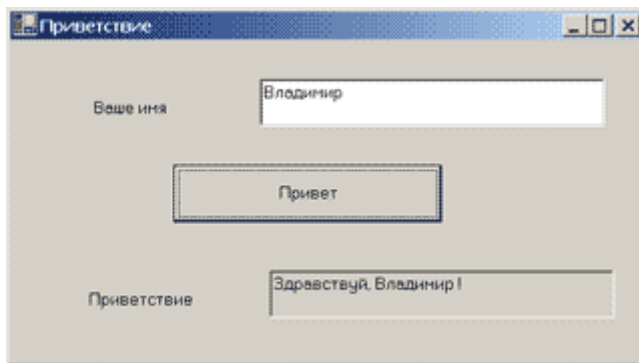 Приветствие
Ваше имя
Владимир
Привет
Приветствие
Здравствуй, Владимир !